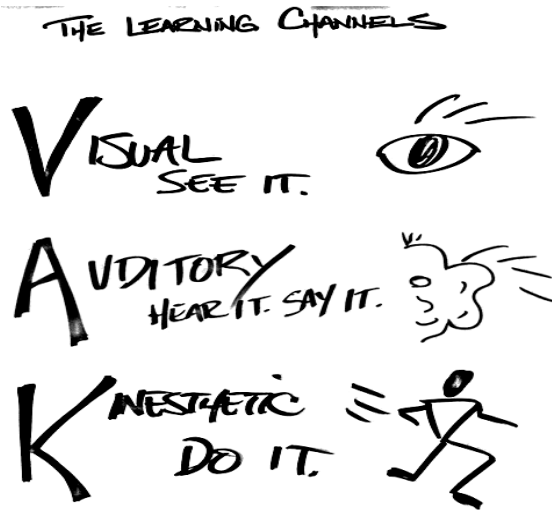 THE LEARNING CHANNELS
VISUAL
SEE IT.
AUDITORY
HEAR IT. SAY IT.
KINESTHETIC
DO IT.